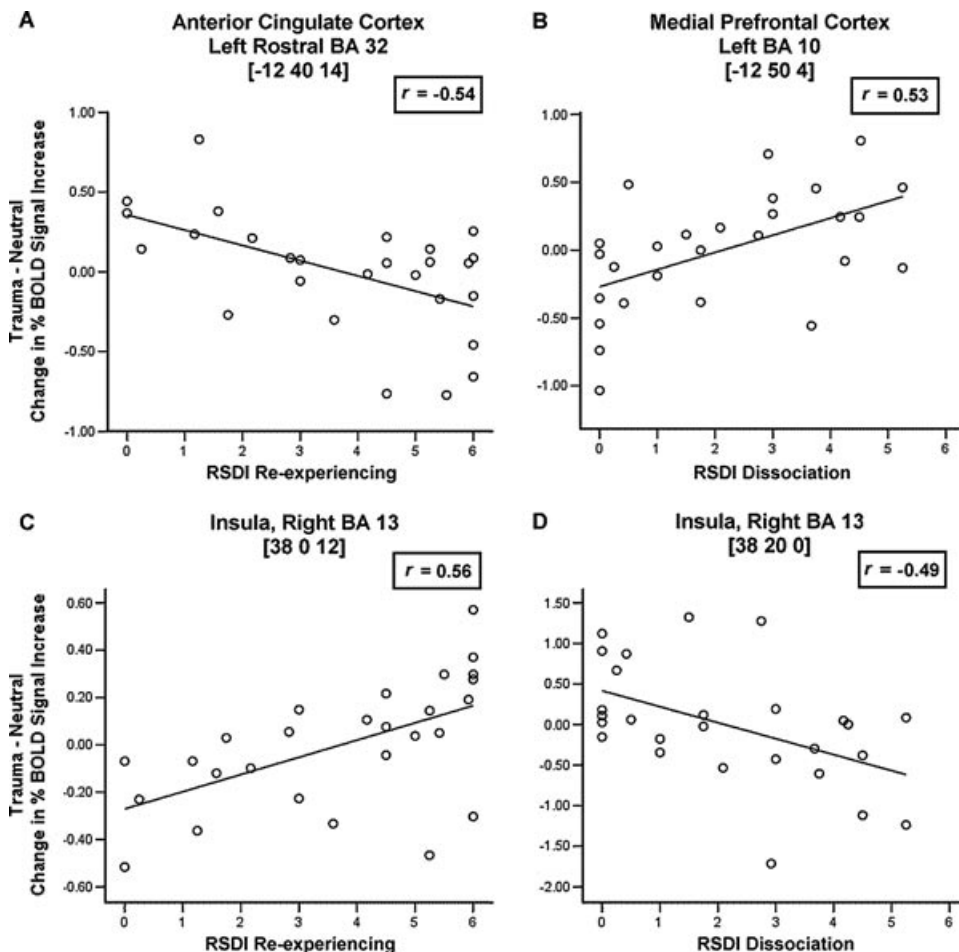 A
Anterior Cingulate Cortex
Left Rostral BA 32
[-12 40 14]
r = -0.54
Trauma - Neutral
Change in % BOLD Signal Increase
1.00
0.50
0.00
-0.50
-1.00
0 1 2 3 4 5 6
RSDI Re-experiencing
B
Medial Prefrontal Cortex
Left BA 10
[-12 50 4]
r = 0.53
1.00
0.50
0.00
-0.50
-1.00
0 1 2 3 4 5 6
RSDI Dissociation
C
Insula, Right BA 13
[38 0 12]
r = 0.56
Trauma - Neutral
Change in % BOLD Signal Increase
0.60
0.40
0.20
0.00
-0.20
-0.40
-0.60
0 1 2 3 4 5 6
RSDI Re-experiencing
D
Insula, Right BA 13
[38 20 0]
r = -0.49
1.50
1.00
0.50
0.00
-0.50
-1.00
-1.50
-2.00
0 1 2 3 4 5 6
RSDI Dissociation